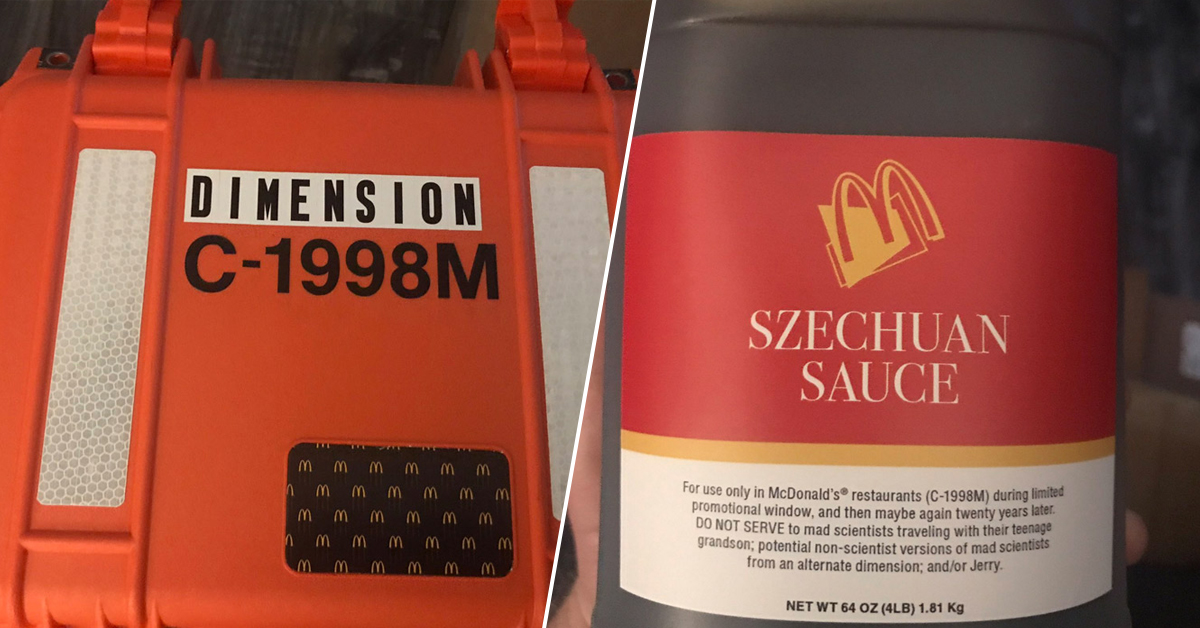 DIMENSION
C-1998M
SZECHUAN
SAUCE
For use only in McDonald's® restaurants (C-1998M) during limited
promotional window, and then maybe again twenty years later.
DO NOT SERVE to mad scientists traveling with their teenage
grandson; potential non-scientist versions of mad scientists
from an alternate dimension; and/or Jerry.
NET WT 64 OZ (4LB) 1.81 Kg